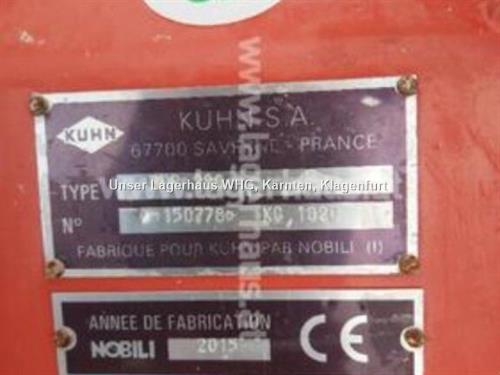 KUHN
KUHN S.A.
67700 SAVERNE - FRANCE
TYPE
Unser Lagerhaus WHG, Kärnten, Klagenfurt
N° 150778 KG
FABRIQUE POUR KUHN PAR NOBILI (I)
ANNEE DE FABRICATION
NOBILI 2015 CE